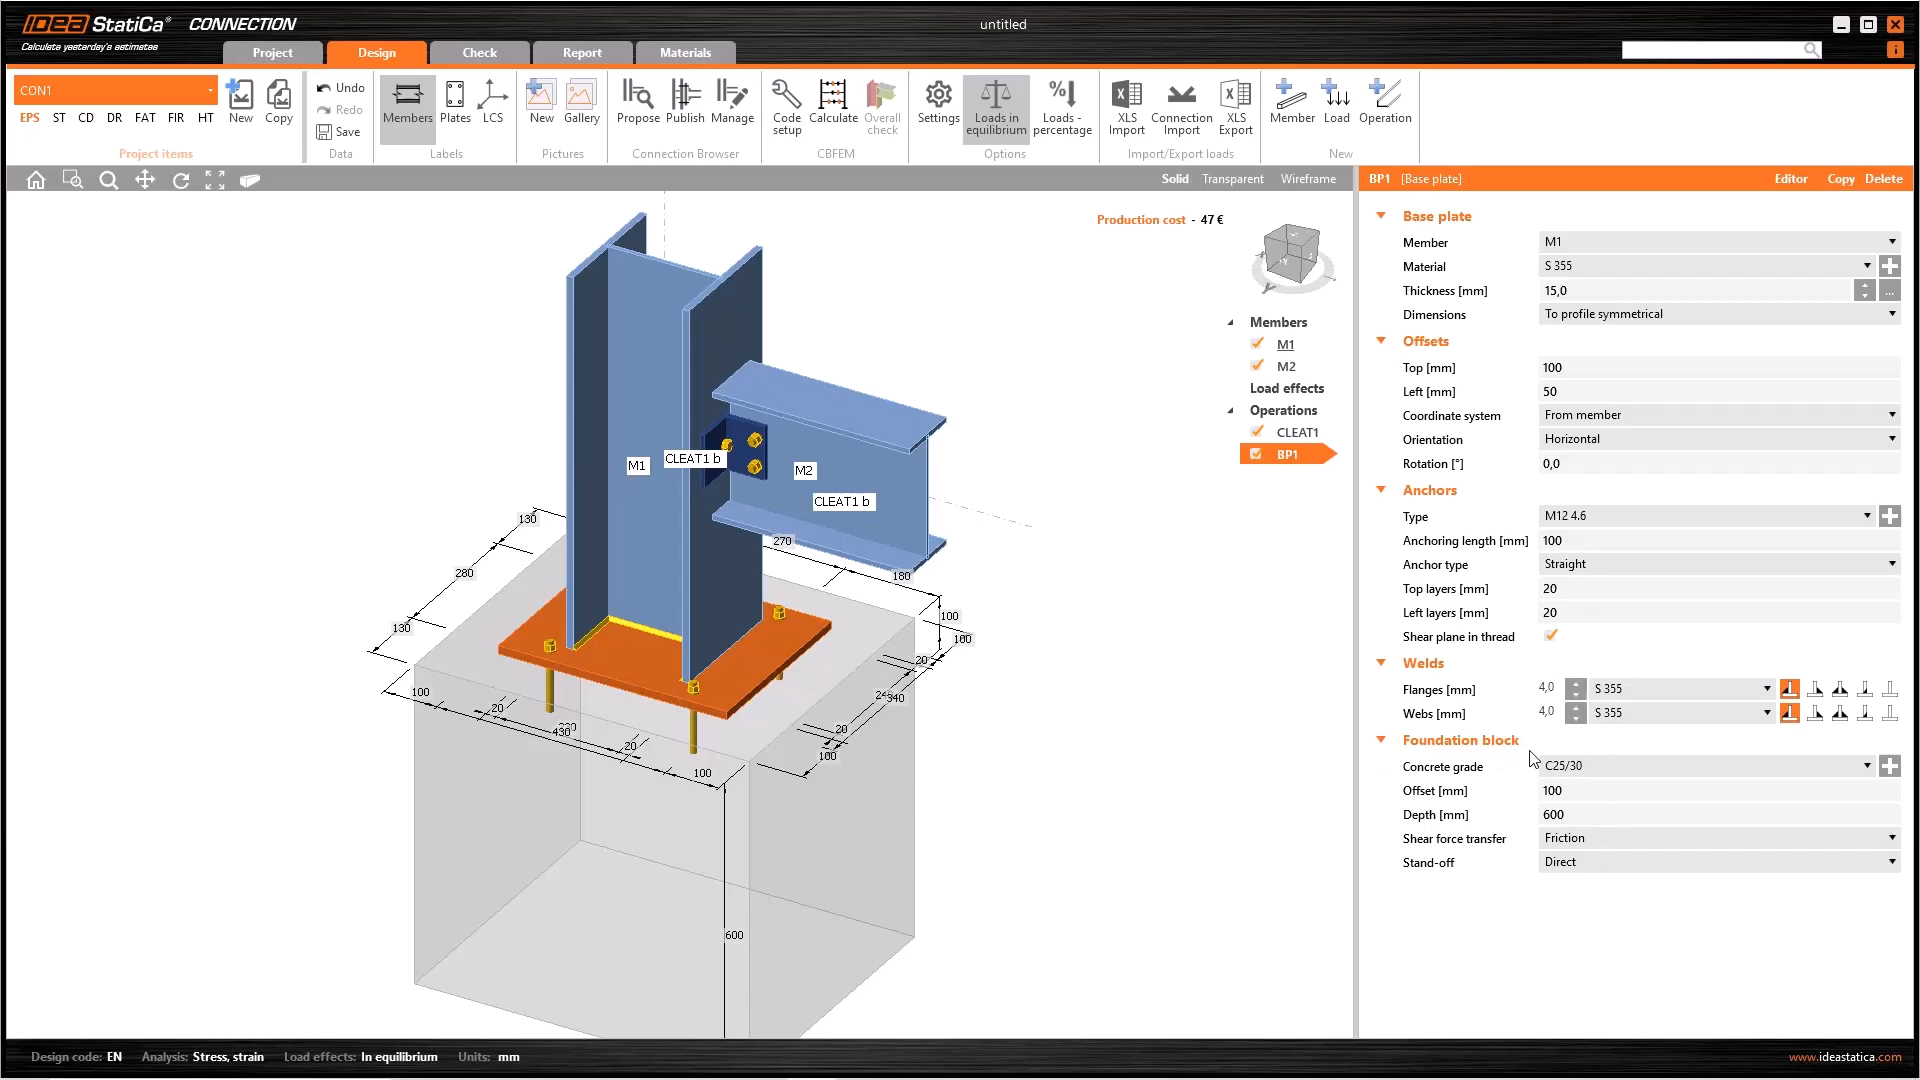 IDEA StatiCa® CONNECTION
Calculate yesterday's estimates
untitled
Project
Design
Check
Report
Materials
CON1
EPS ST CD DR FAT FIR HT
New
Copy
Project items
Undo
Redo
Save
Data
Members
Plates
LCS
Labels
New
Gallery
Pictures
Propose
Publish
Manage
Connection Browser
Code setup
Calculate
Overall check
CBFEM
Settings
Loads in equilibrium
Loads - percentage
Options
XLS Import
Connection Import
XLS Export
Import/Export loads
Member
Load
Operation
New
Solid Transparent Wireframe
Production cost - 47 €
Members
M1
M2
Load effects
Operations
CLEAT1
BP1
M1
CLEAT1 b
M2
CLEAT1 b
130
280
130
270
180
100
100
20
340
20
100
100
20
430
20
100
600
BP1 [Base plate] Editor Copy Delete
Base plate
Member M1
Material S 355
Thickness [mm] 15,0
Dimensions To profile symmetrical
Offsets
Top [mm] 100
Left [mm] 50
Coordinate system From member
Orientation Horizontal
Rotation [°] 0,0
Anchors
Type M12 4.6
Anchoring length [mm] 100
Anchor type Straight
Top layers [mm] 20
Left layers [mm] 20
Shear plane in thread
Welds
Flanges [mm] 4,0 S 355
Webs [mm] 4,0 S 355
Foundation block
Concrete grade C25/30
Offset [mm] 100
Depth [mm] 600
Shear force transfer Friction
Stand-off Direct
Design code: EN Analysis: Stress, strain Load effects: In equilibrium Units: mm
www.ideastatica.com